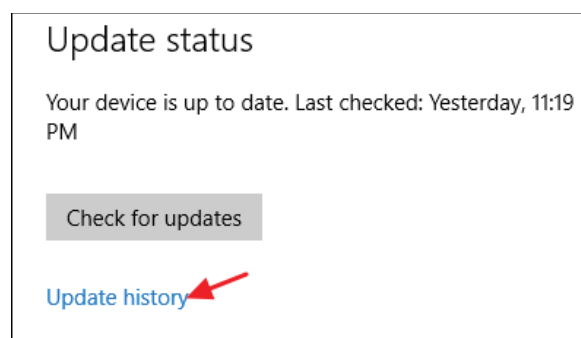 Update status
Your device is up to date. Last checked: Yesterday, 11:19
PM
Check for updates
Update history